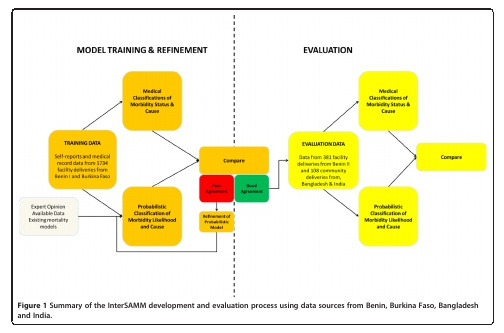 MODEL TRAINING & REFINEMENT
EVALUATION
Medical
Classifications of
Morbidity Status &
Cause
TRAINING DATA
Self-reports and medical
record data from 1734
facility deliveries from
Benin I and Burkina Faso
Compare
Poor
Agreement
Good
Agreement
Expert Opinion
Available Data
Existing mortality
models
Probabilistic
Classification of
Morbidity Likelihood
and Cause
Refinement of
Probabilistic
Model
Medical
Classifications of
Morbidity Status &
Cause
EVALUATION DATA
Data from 381 facility
deliveries from Benin II
and 108 community
deliveries from,
Bangladesh & India
Compare
Probabilistic
Classification of
Morbidity Likelihood
and Cause
Figure 1 Summary of the InterSAMM development and evaluation process using data sources from Benin, Burkina Faso, Bangladesh
and India.